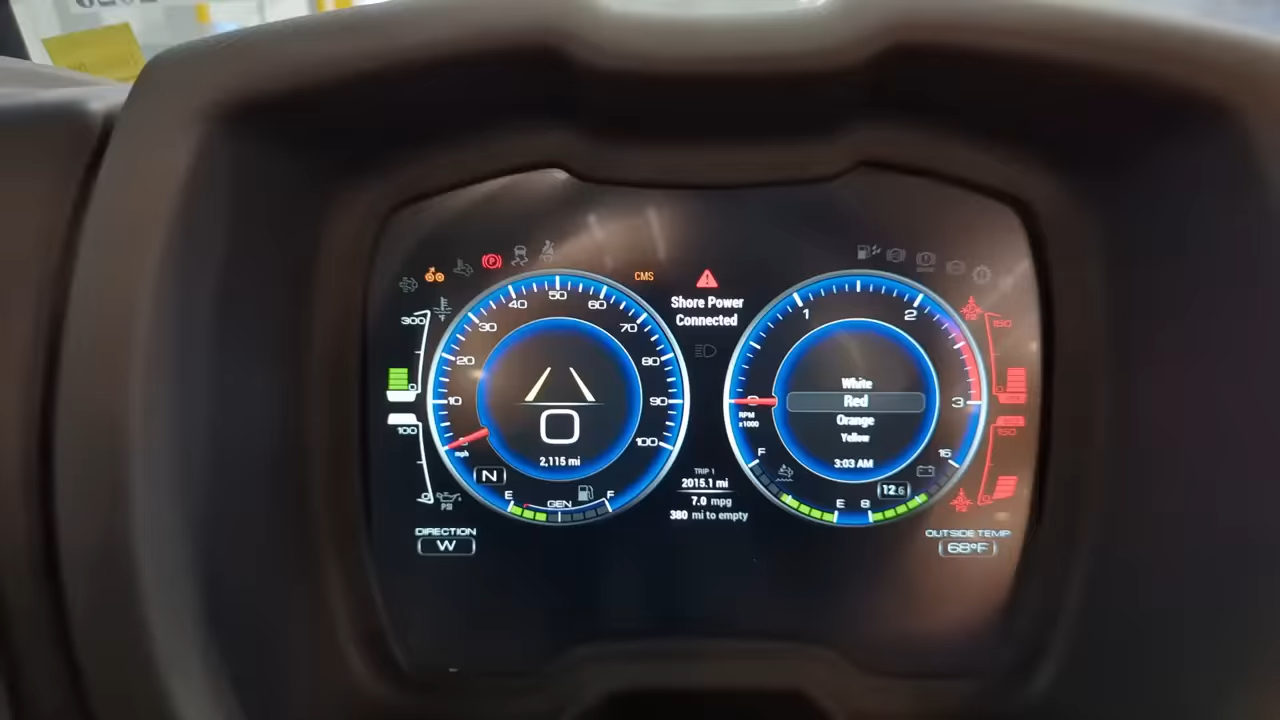 CMS
Shore Power
Connected
300
0
100
0
PSI
10
20
30
40
50
60
70
80
90
100
mph
0
2,115 mi
N
E
GEN
F
DIRECTION
W
TRIP 1
2015.1 mi
7.0 mpg
380 mi to empty
1
2
3
RPM
x1000
White
Red
Orange
Yellow
3:03 AM
F
E
8
12.6
16
150
150
0
OUTSIDE TEMP
68°F